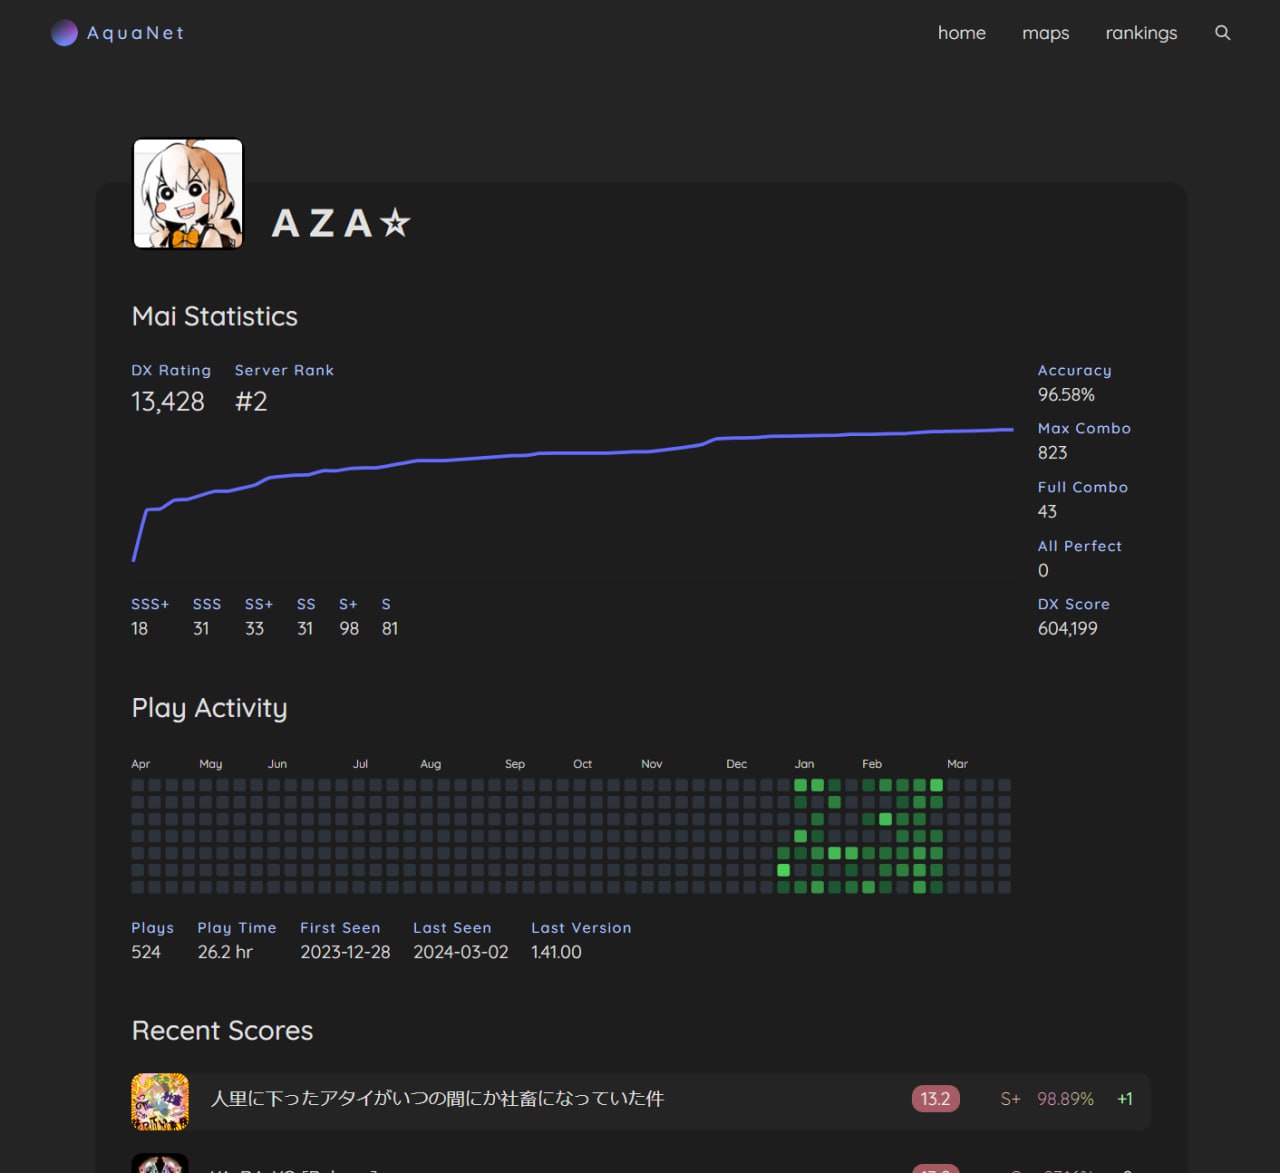 AquaNet
home maps rankings
AZA☆
Mai Statistics
DX Rating Server Rank
13,428 #2
Accuracy
96.58%
Max Combo
823
Full Combo
43
All Perfect
0
DX Score
604,199
SSS+ SSS SS+ SS S+ S
18 31 33 31 98 81
Play Activity
Apr May Jun Jul Aug Sep Oct Nov Dec Jan Feb Mar
Plays Play Time First Seen Last Seen Last Version
524 26.2 hr 2023-12-28 2024-03-02 1.41.00
Recent Scores
人里に下ったアタイがいつの間にか社畜になっていた件 13.2 S+ 98.89% +1